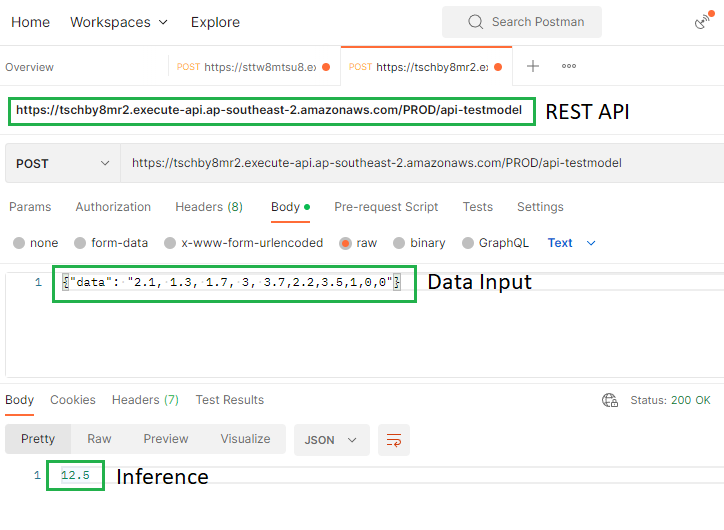 Home Workspaces Explore Search Postman
Overview POST https://sttw8mtsu8.ex POST https://tschby8mr2.ex
https://tschby8mr2.execute-api.ap-southeast-2.amazonaws.com/PROD/api-testmodel REST API
POST https://tschby8mr2.execute-api.ap-southeast-2.amazonaws.com/PROD/api-testmodel
Params Authorization Headers (8) Body Pre-request Script Tests Settings
none form-data x-www-form-urlencoded raw binary GraphQL Text
1 {"data": "2.1, 1.3, 1.7, 3, 3.7,2.2,3.5,1,0,0"} Data Input
Body Cookies Headers (7) Test Results Status: 200 OK
Pretty Raw Preview Visualize JSON
1 12.5 Inference